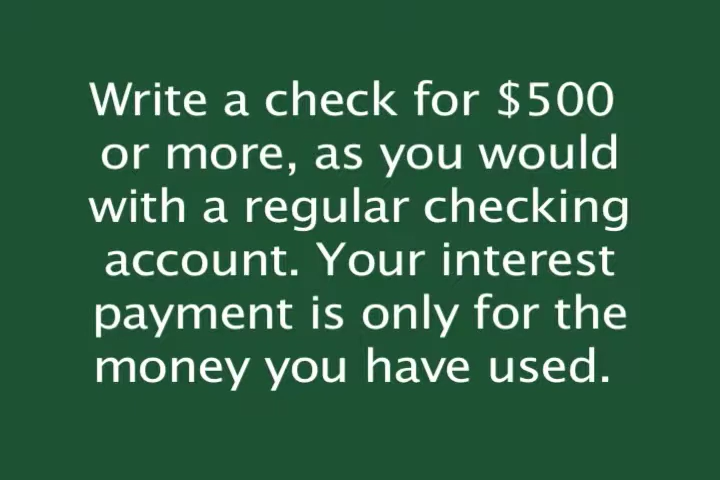 Write a check for $500
or more, as you would
with a regular checking
account. Your interest
payment is only for the
money you have used.